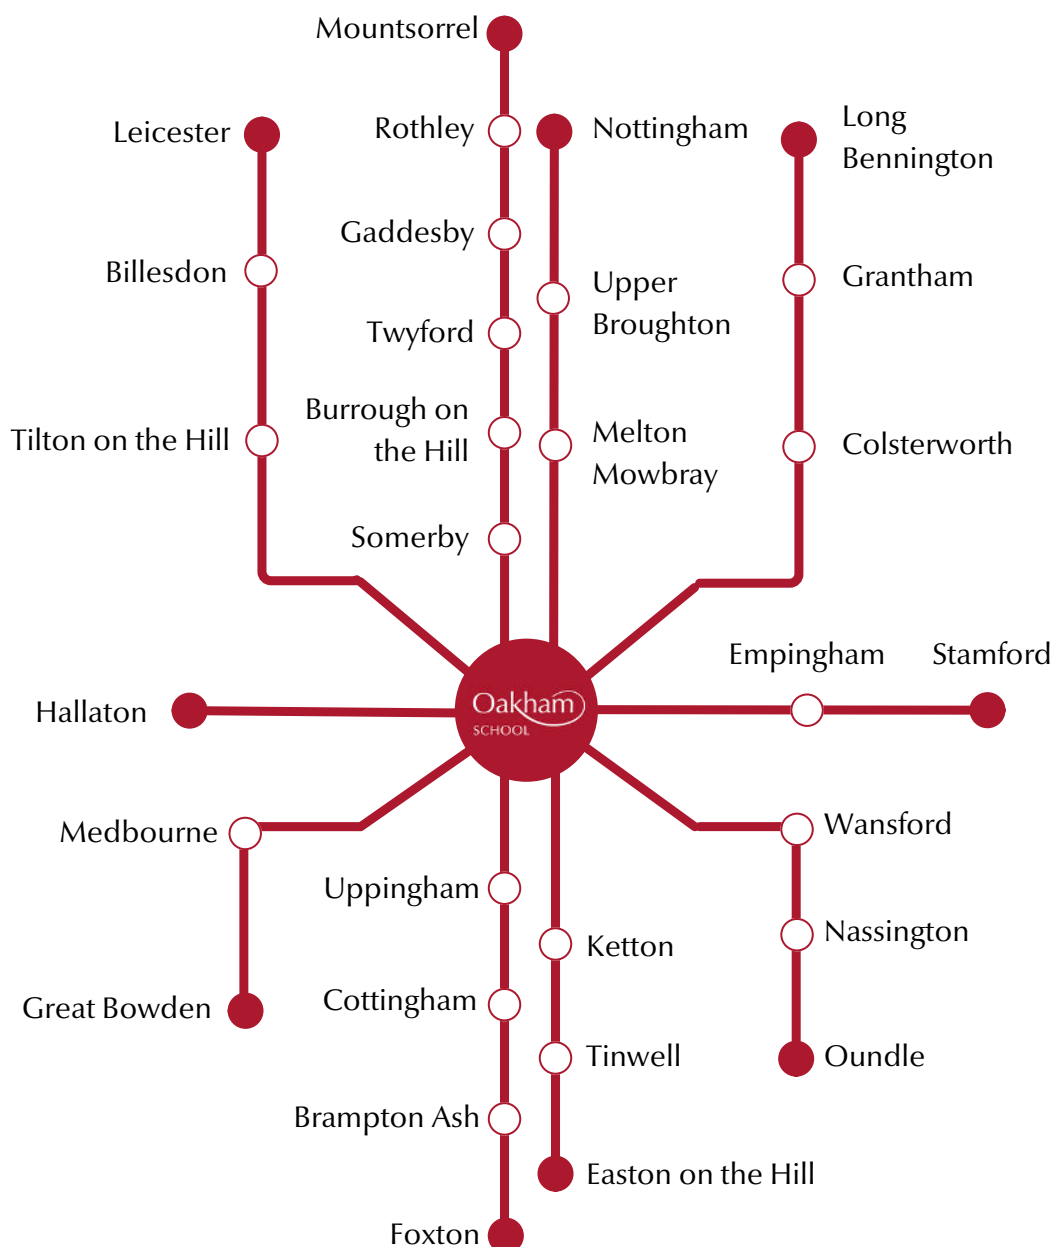 Mountsorrel
Leicester
Rothley
Nottingham
Long
Bennington
Gaddesby
Billesdon
Upper
Broughton
Grantham
Twyford
Burrough on
the Hill
Tilton on the Hill
Melton
Mowbray
Colsterworth
Somerby
Empingham
Stamford
Hallaton
Oakham
SCHOOL
Medbourne
Wansford
Uppingham
Ketton
Nassington
Great Bowden
Cottingham
Tinwell
Oundle
Brampton Ash
Easton on the Hill
Foxton